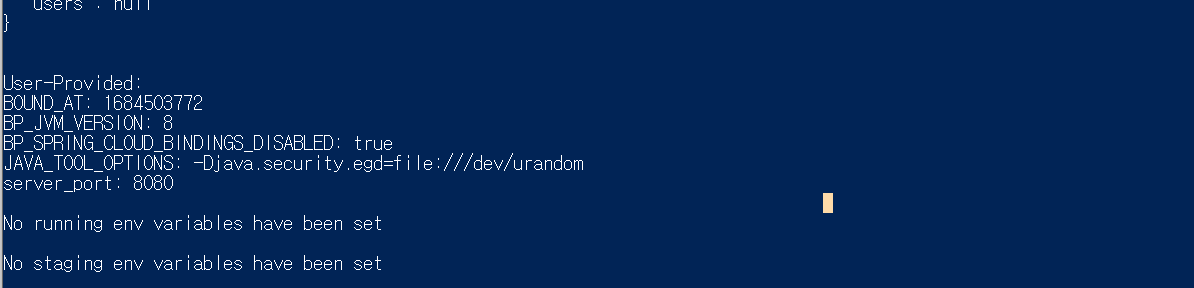 users : null
}
User-Provided:
BOUND_AT: 1684503772
BP_JVM_VERSION: 8
BP_SPRING_CLOUD_BINDINGS_DISABLED: true
JAVA_TOOL_OPTIONS: -Djava.security.egd=file:///dev/urandom
server_port: 8080
No running env variables have been set
No staging env variables have been set